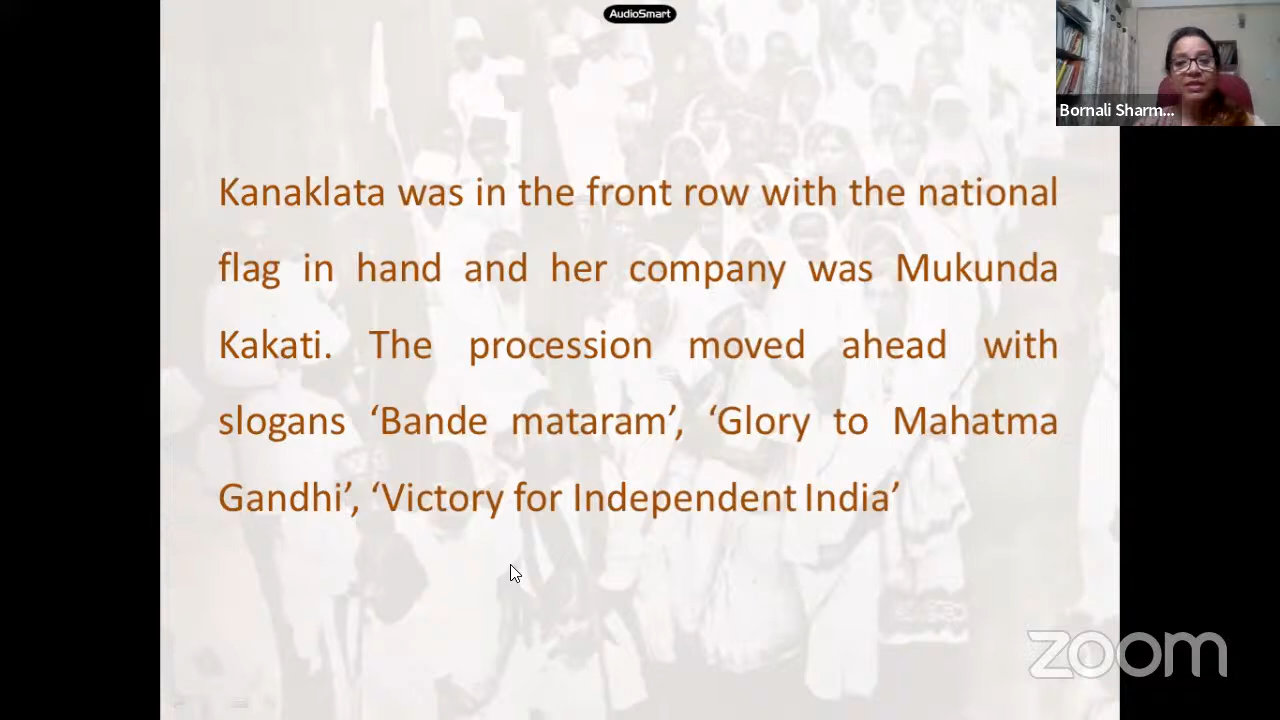 AudioSmart
Bornali Sharm...
Kanaklata was in the front row with the national
flag in hand and her company was Mukunda
Kakati. The procession moved ahead with
slogans ‘Bande mataram’, ‘Glory to Mahatma
Gandhi’, ‘Victory for Independent India’
zoom